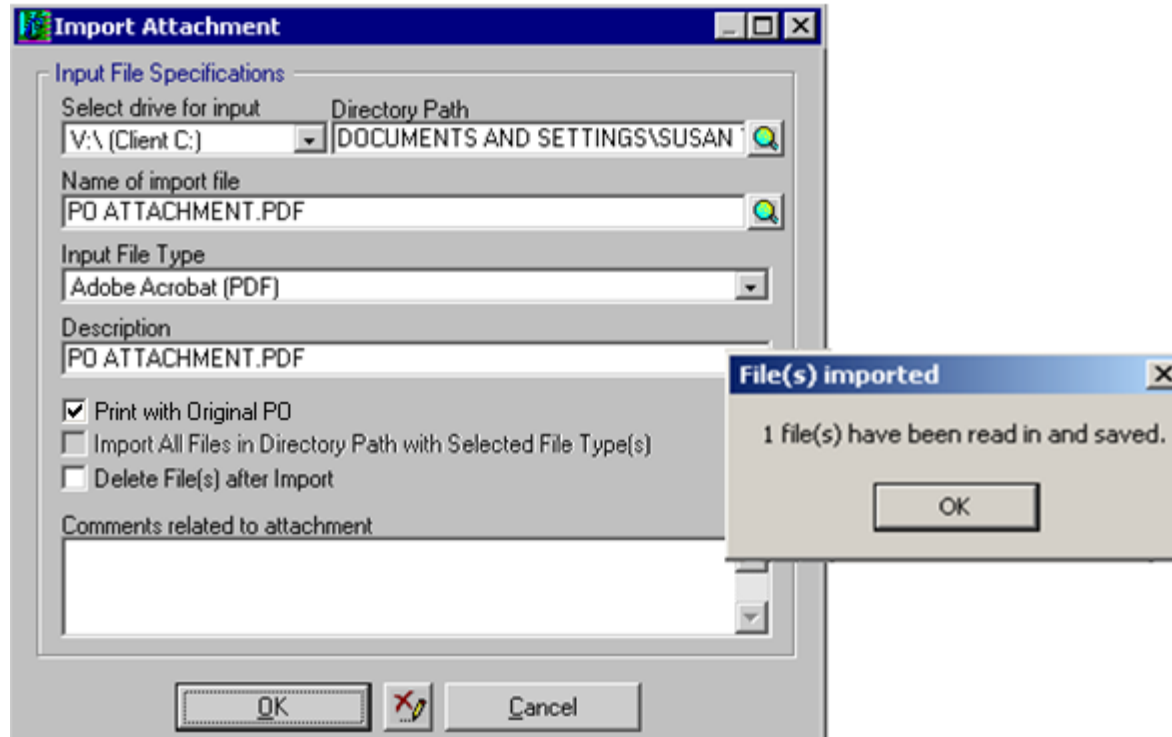 Import Attachment
Input File Specifications
Select drive for input Directory Path
V:\ (Client C:) DOCUMENTS AND SETTINGS\SUSAN
Name of import file
PO ATTACHMENT.PDF
Input File Type
Adobe Acrobat (PDF)
Description
PO ATTACHMENT.PDF
Print with Original PO
Import All Files in Directory Path with Selected File Type(s)
Delete File(s) after Import
Comments related to attachment
OK Cancel
File(s) imported
1 file(s) have been read in and saved.
OK